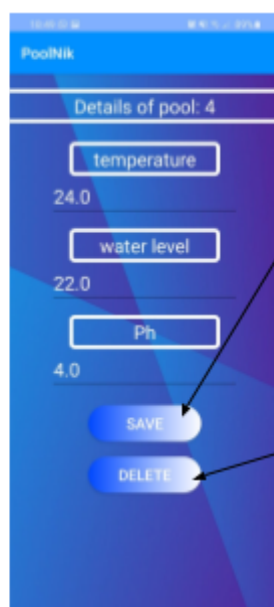 PoolNik
Details of pool: 4
temperature
24.0
water level
22.0
Ph
4.0
SAVE
DELETE